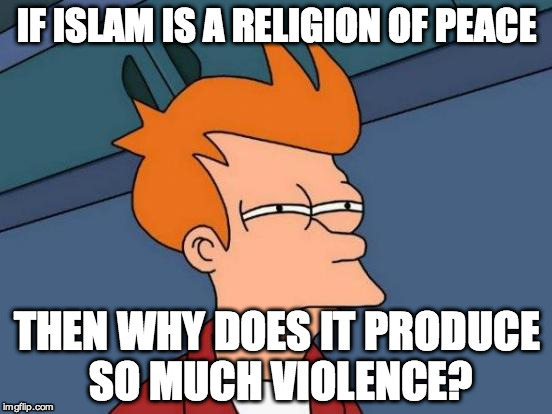 IF ISLAM IS A RELIGION OF PEACE
THEN WHY DOES IT PRODUCE
SO MUCH VIOLENCE?
imgflip.com